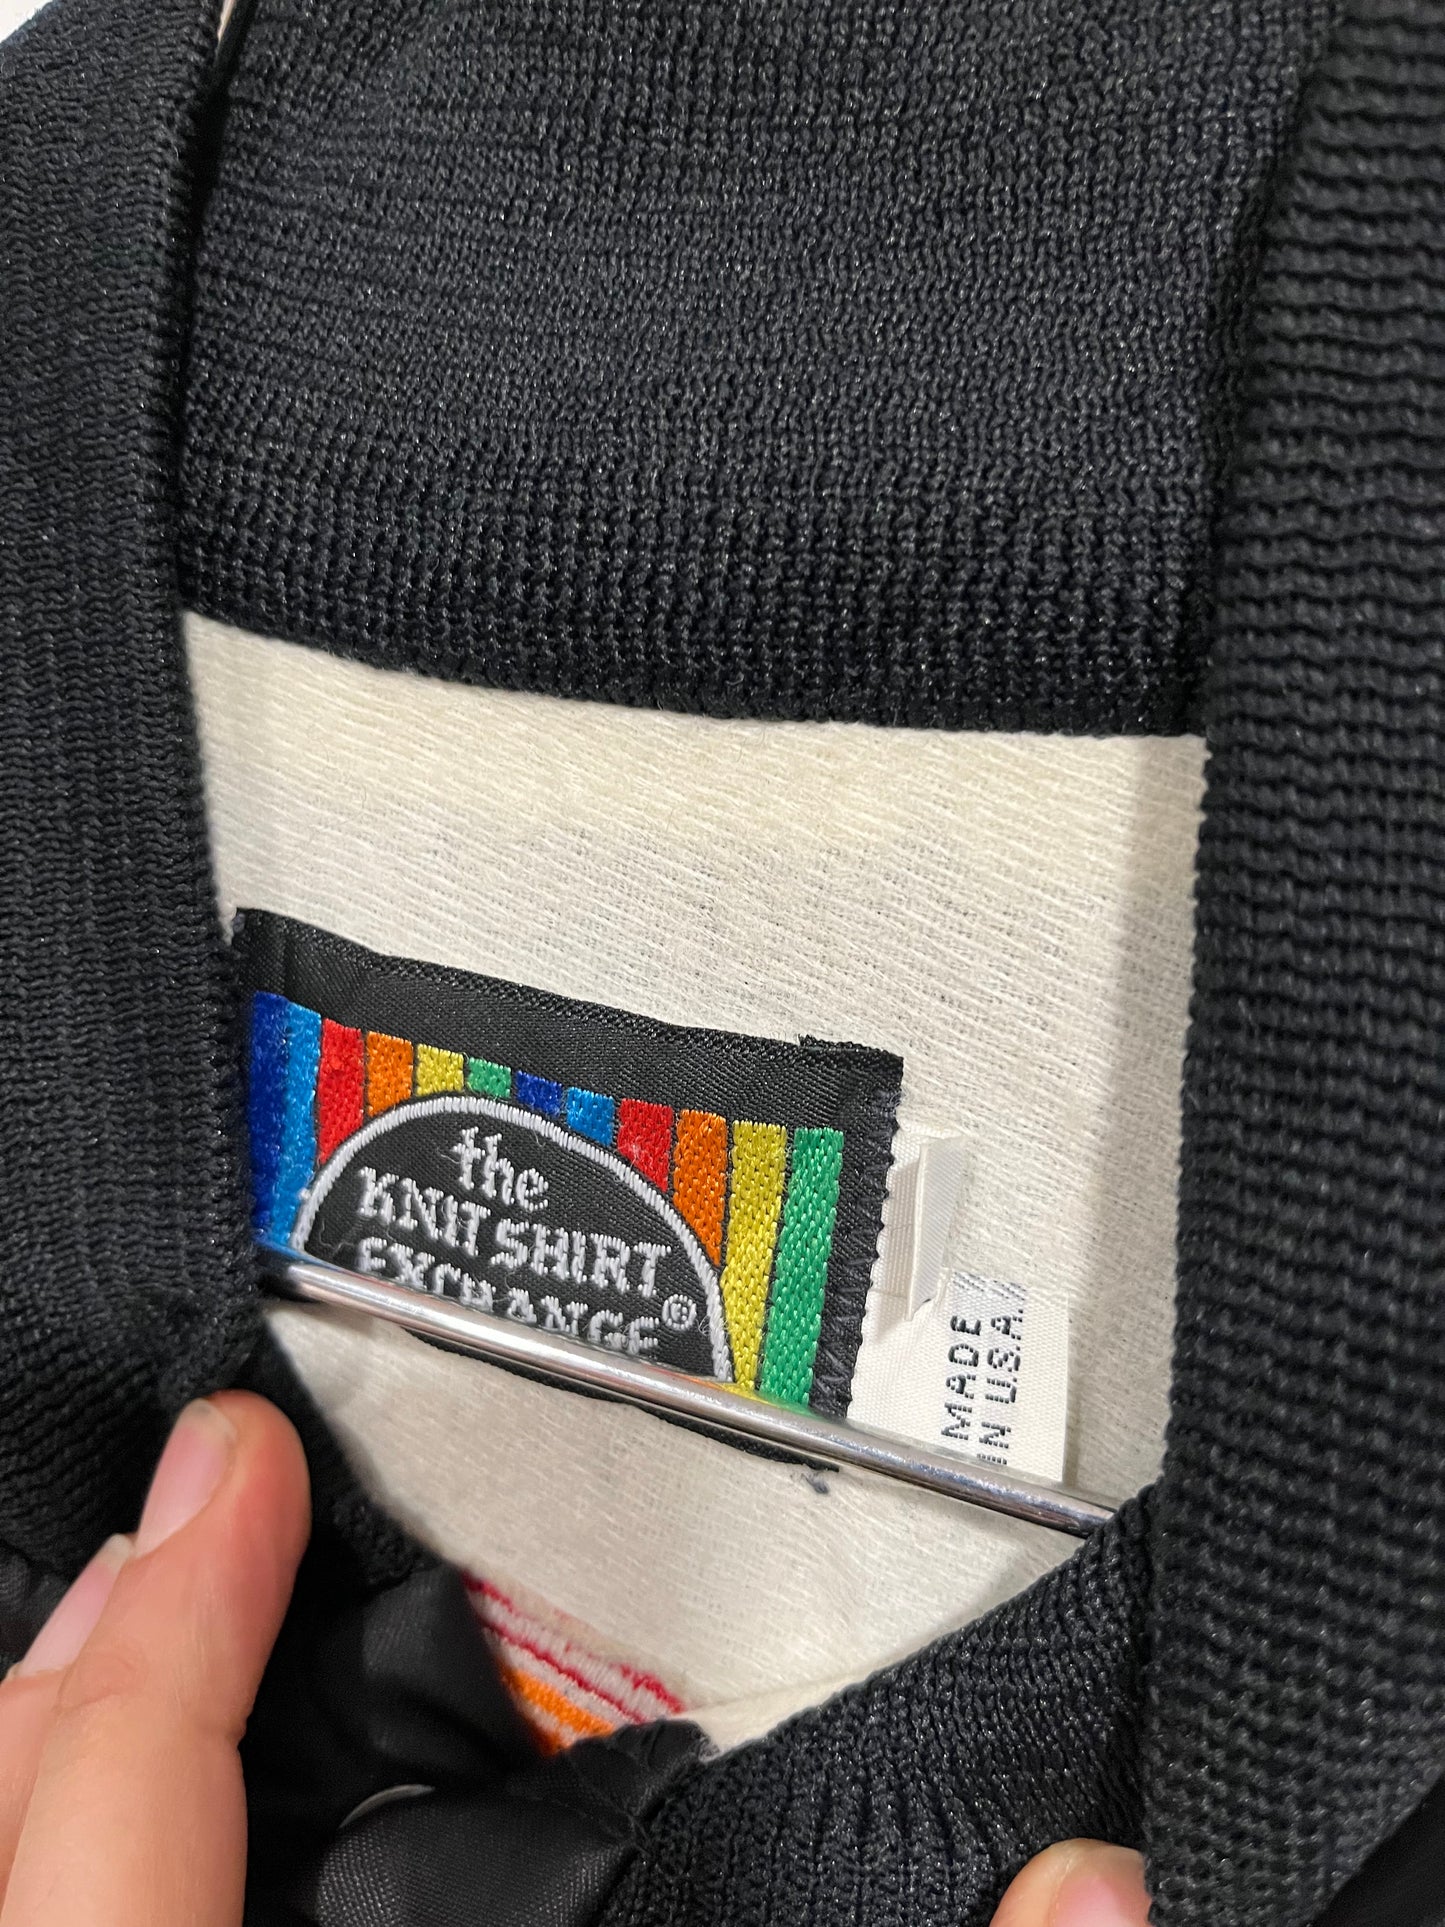 the
KNIT SHIRT
EXCHANGE®
MADE
IN U.S.A.